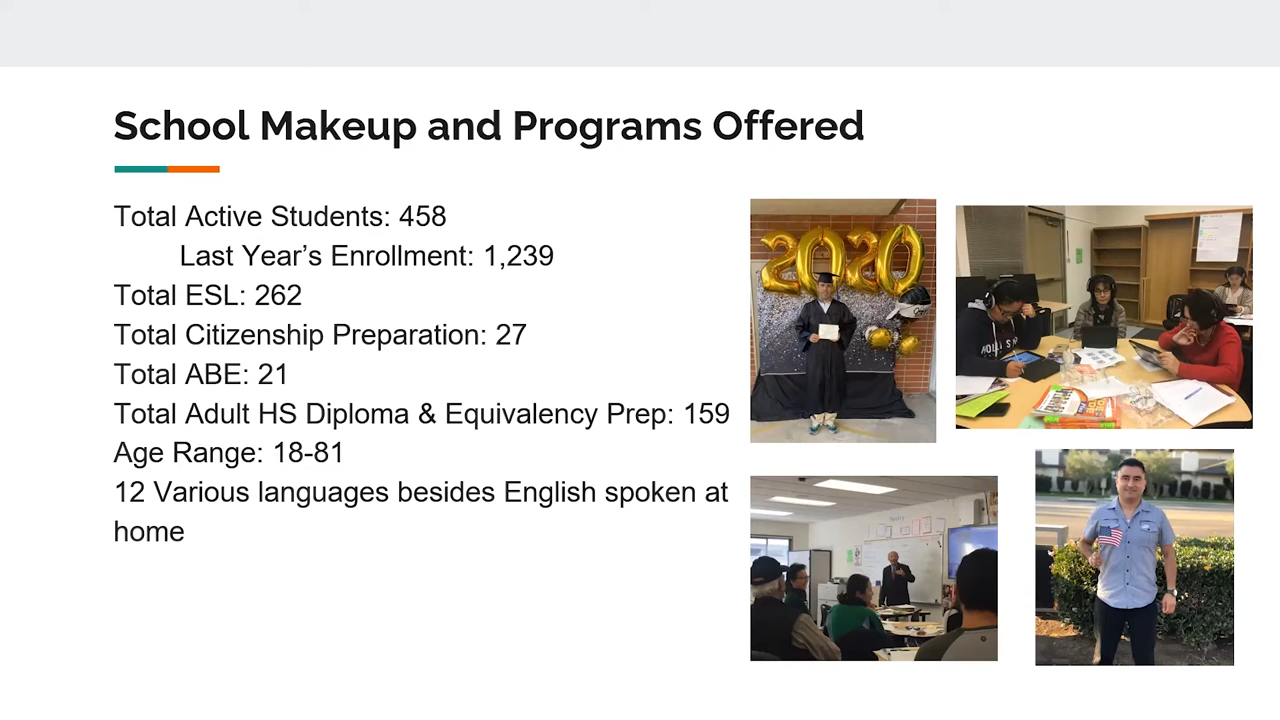 School Makeup and Programs Offered
Total Active Students: 458
Last Year’s Enrollment: 1,239
Total ESL: 262
Total Citizenship Preparation: 27
Total ABE: 21
Total Adult HS Diploma & Equivalency Prep: 159
Age Range: 18-81
12 Various languages besides English spoken at
home
2020